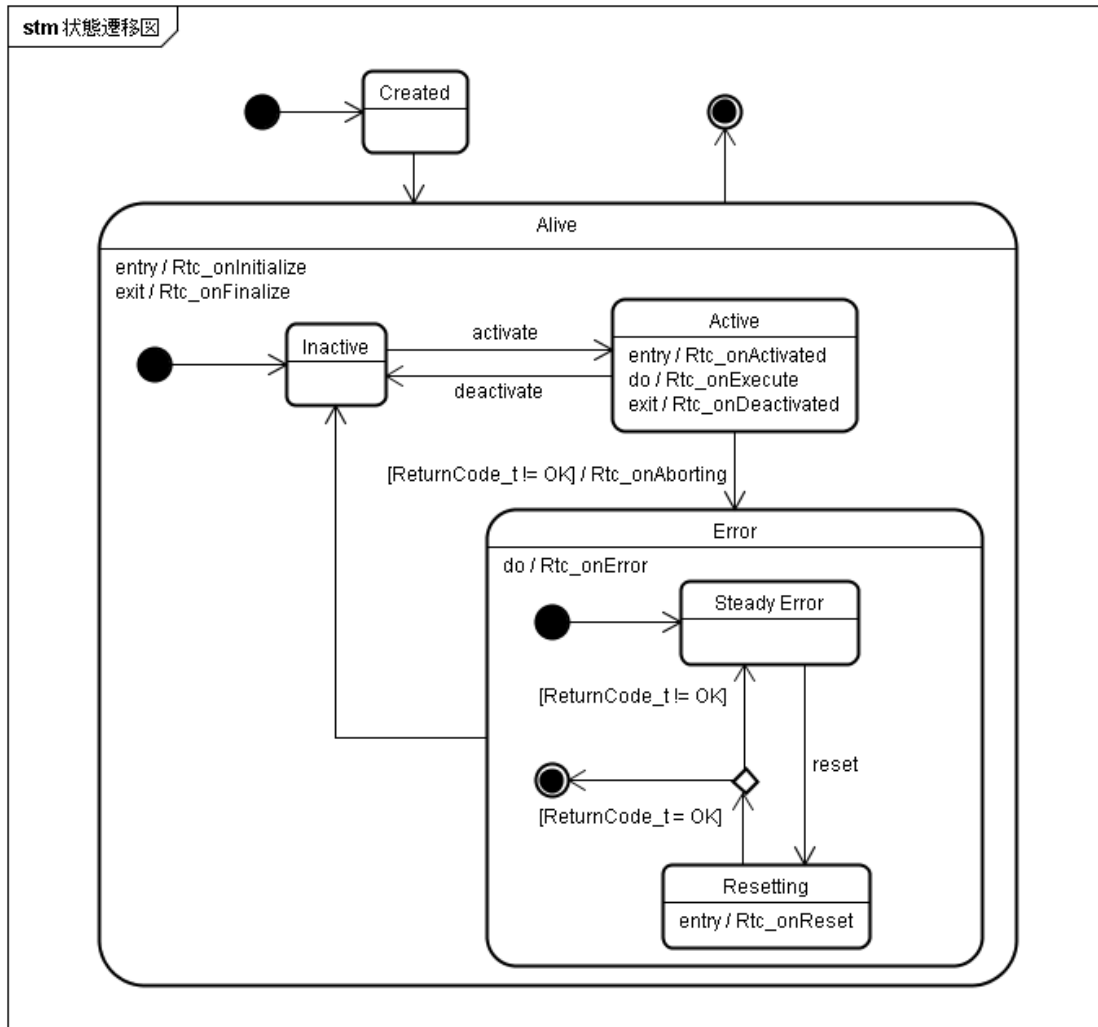 stm 状態遷移図
Created
Alive
entry / Rtc_onInitialize
exit / Rtc_onFinalize
Inactive
activate
deactivate
Active
entry / Rtc_onActivated
do / Rtc_onExecute
exit / Rtc_onDeactivated
[ReturnCode_t != OK] / Rtc_onAborting
Error
do / Rtc_onError
Steady Error
[ReturnCode_t != OK]
reset
[ReturnCode_t = OK]
Resetting
entry / Rtc_onReset